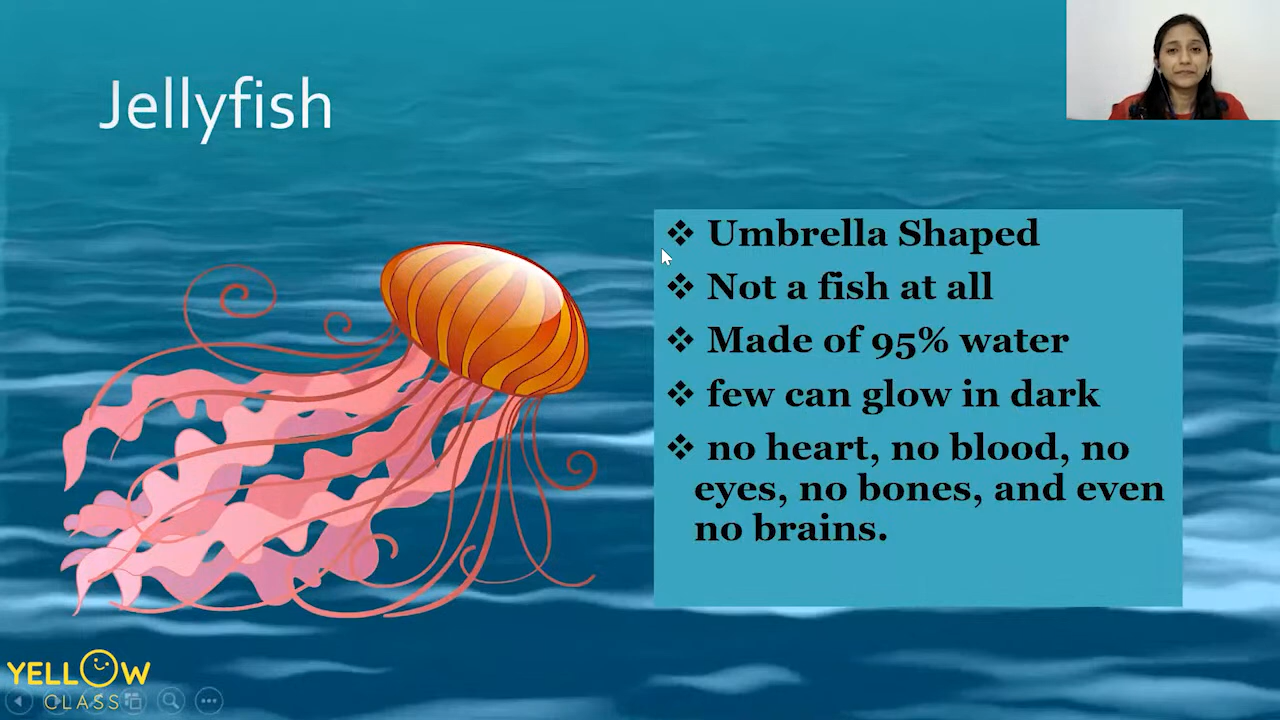 Jellyfish
❖ Umbrella Shaped
❖ Not a fish at all
❖ Made of 95% water
❖ few can glow in dark
❖ no heart, no blood, no
eyes, no bones, and even
no brains.
YELLOW
CLASS